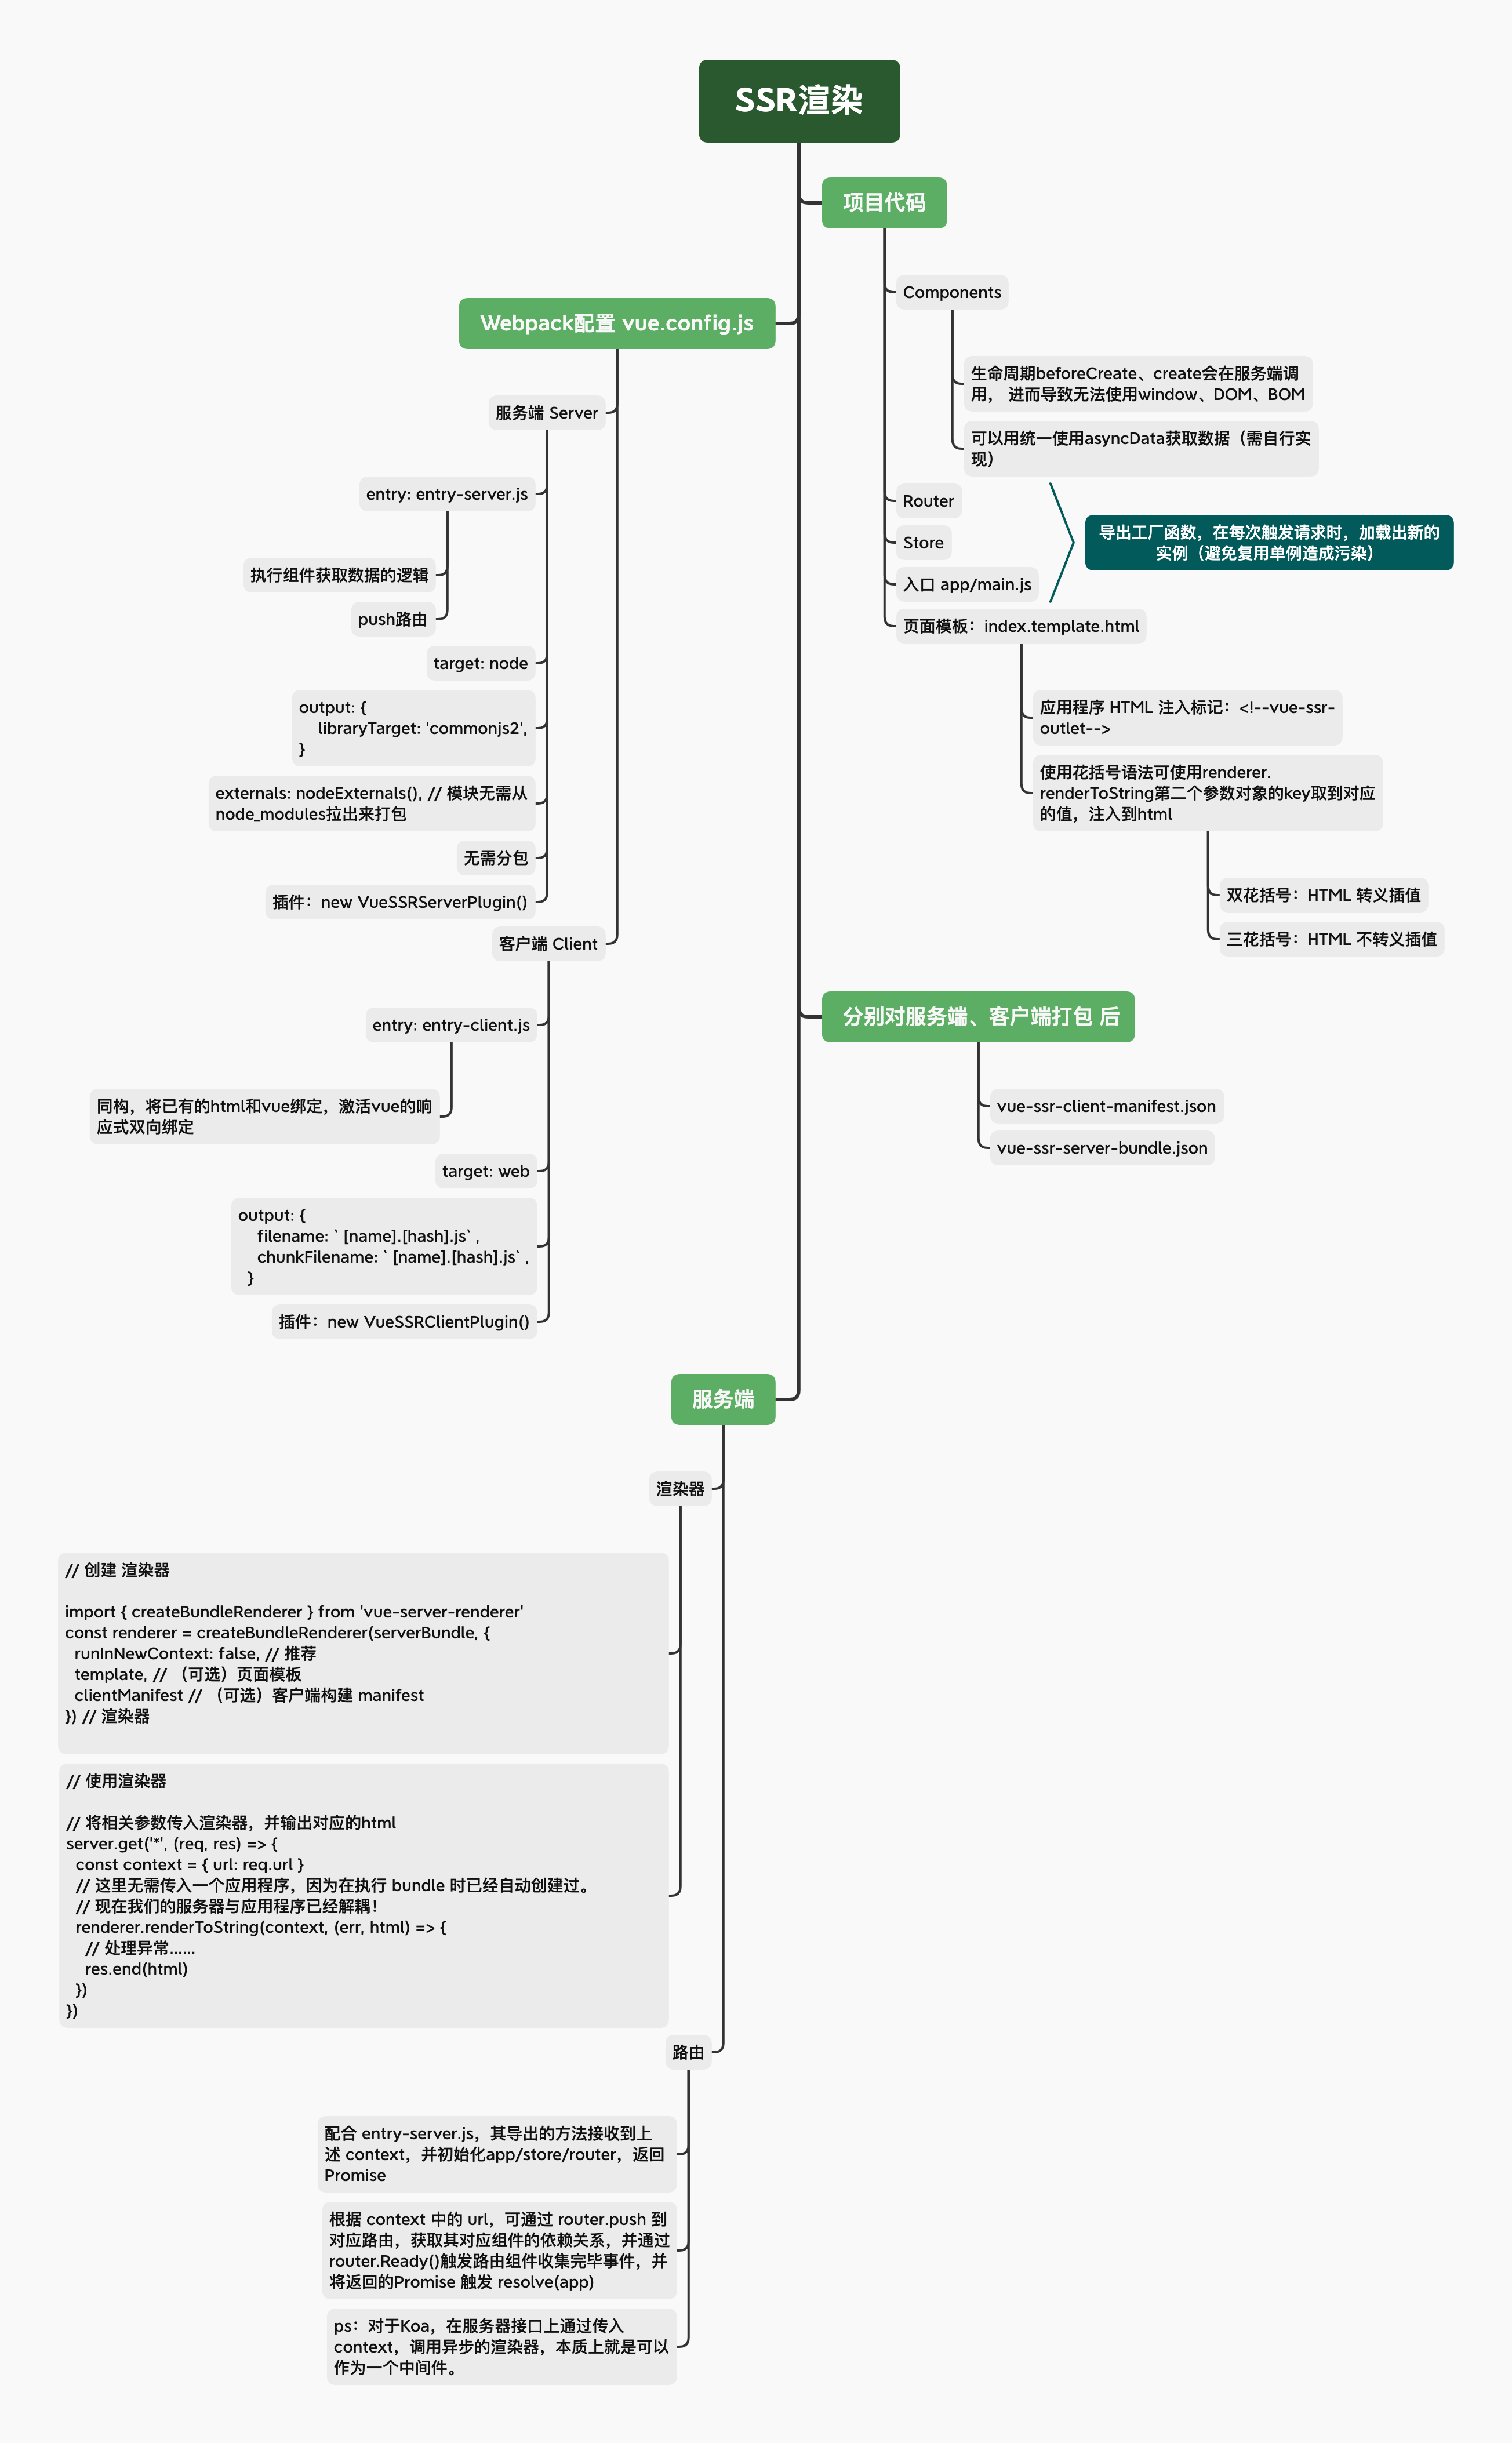 SSR渲染
项目代码
Components
生命周期beforeCreate、create会在服务端调
用， 进而导致无法使用window、DOM、BOM
可以用统一使用asyncData获取数据（需自行实
现）
Router
Store
入口 app/main.js
导出工厂函数，在每次触发请求时，加载出新的
实例（避免复用单例造成污染）
页面模板：index.template.html
应用程序 HTML 注入标记：<!--vue-ssr-
outlet-->
使用花括号语法可使用renderer.
renderToString第二个参数对象的key取到对应
的值，注入到html
双花括号：HTML 转义插值
三花括号：HTML 不转义插值
Webpack配置 vue.config.js
服务端 Server
entry: entry-server.js
执行组件获取数据的逻辑
push路由
target: node
output: {
    libraryTarget: 'commonjs2',
}
externals: nodeExternals(), // 模块无需从
node_modules拉出来打包
无需分包
插件：new VueSSRServerPlugin()
客户端 Client
entry: entry-client.js
同构，将已有的html和vue绑定，激活vue的响
应式双向绑定
target: web
output: {
    filename: `[name].[hash].js`,
    chunkFilename: `[name].[hash].js`,
  }
插件：new VueSSRClientPlugin()
分别对服务端、客户端打包 后
vue-ssr-client-manifest.json
vue-ssr-server-bundle.json
服务端
渲染器
// 创建 渲染器
import { createBundleRenderer } from 'vue-server-renderer'
const renderer = createBundleRenderer(serverBundle, {
  runInNewContext: false, // 推荐
  template, // （可选）页面模板
  clientManifest // （可选）客户端构建 manifest
}) // 渲染器
// 使用渲染器
// 将相关参数传入渲染器，并输出对应的html
server.get('*', (req, res) => {
  const context = { url: req.url }
  // 这里无需传入一个应用程序，因为在执行 bundle 时已经自动创建过。
  // 现在我们的服务器与应用程序已经解耦！
  renderer.renderToString(context, (err, html) => {
    // 处理异常……
    res.end(html)
  })
})
路由
配合 entry-server.js，其导出的方法接收到上
述 context，并初始化app/store/router，返回
Promise
根据 context 中的 url，可通过 router.push 到
对应路由，获取其对应组件的依赖关系，并通过
router.Ready()触发路由组件收集完毕事件，并
将返回的Promise 触发 resolve(app)
ps：对于Koa，在服务器接口上通过传入
context，调用异步的渲染器，本质上就是可以
作为一个中间件。